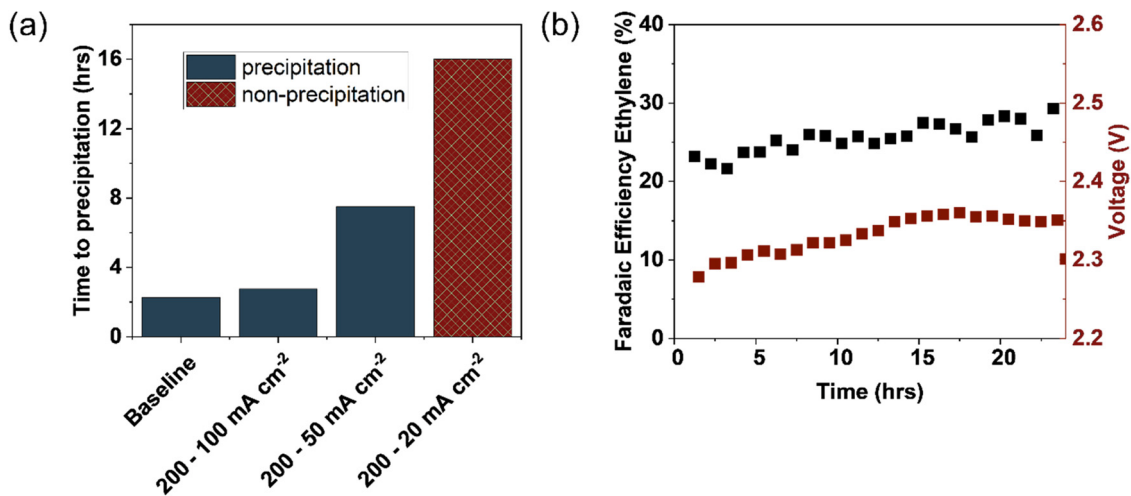 (a)
Time to precipitation (hrs)
16
12
8
4
0
precipitation
non-precipitation
Baseline
200 - 100 mA cm⁻²
200 - 50 mA cm⁻²
200 - 20 mA cm⁻²
(b)
Faradaic Efficiency Ethylene (%)
40
30
20
10
0
0
5
10
15
20
Time (hrs)
2.6
2.5
2.4
2.3
2.2
Voltage (V)